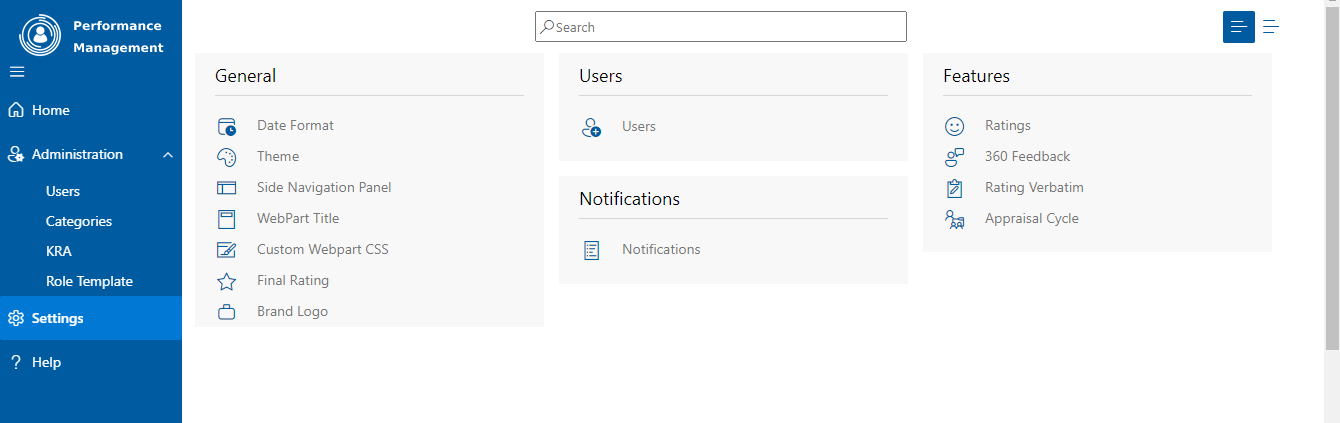 Performance
Management
Home
Administration
Users
Categories
KRA
Role Template
Settings
? Help
Search
General
Date Format
Theme
Side Navigation Panel
WebPart Title
Custom Webpart CSS
Final Rating
Brand Logo
Users
Users
Notifications
Notifications
Features
Ratings
360 Feedback
Rating Verbatim
Appraisal Cycle